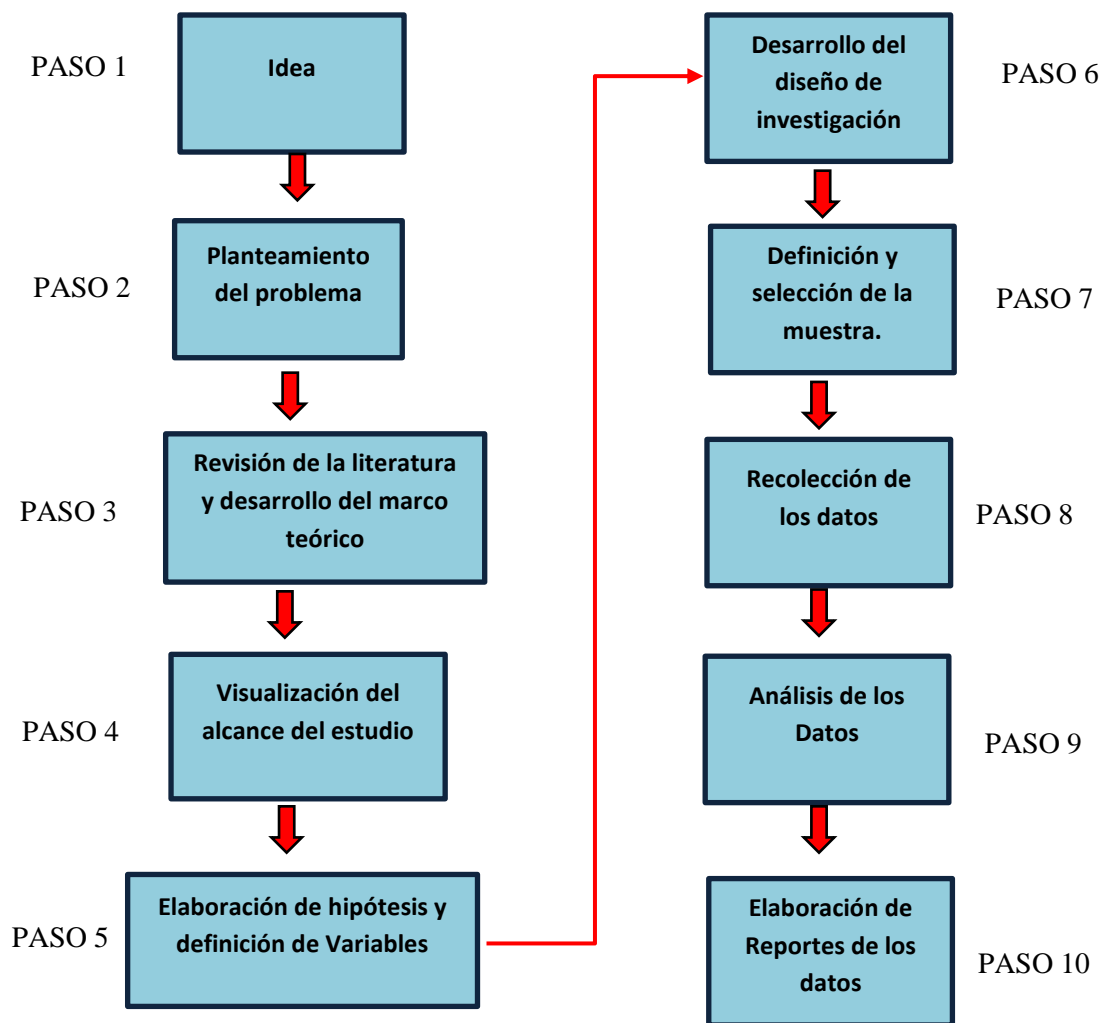 PASO 1
Idea
PASO 2
Planteamiento
del problema
PASO 3
Revisión de la literatura
y desarrollo del marco
teórico
PASO 4
Visualización del
alcance del estudio
PASO 5
Elaboración de hipótesis y
definición de Variables
Desarrollo del
diseño de
investigación
PASO 6
Definición y
selección de la
muestra.
PASO 7
Recolección de
los datos
PASO 8
Análisis de los
Datos
PASO 9
Elaboración de
Reportes de los
datos
PASO 10